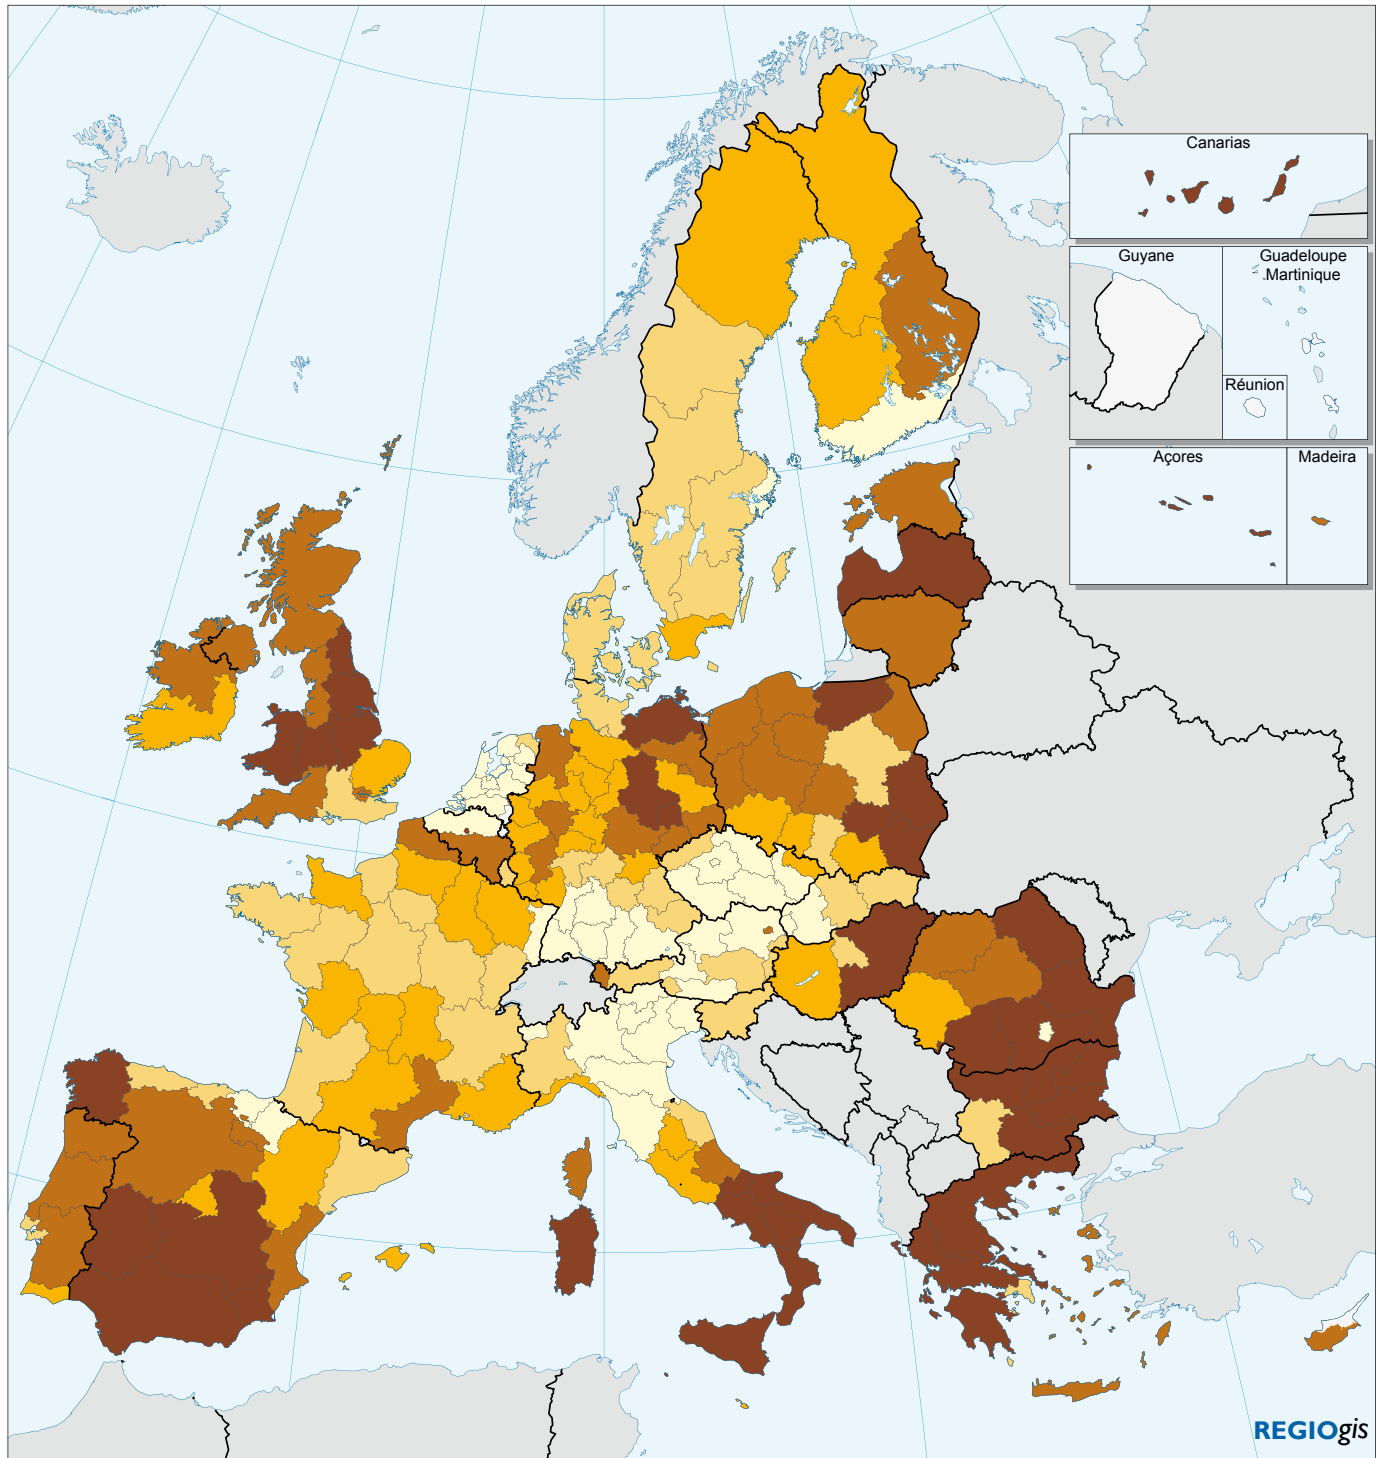 Canarias
Guyane
Guadeloupe
Martinique
Réunion
Açores
Madeira
REGIOgis